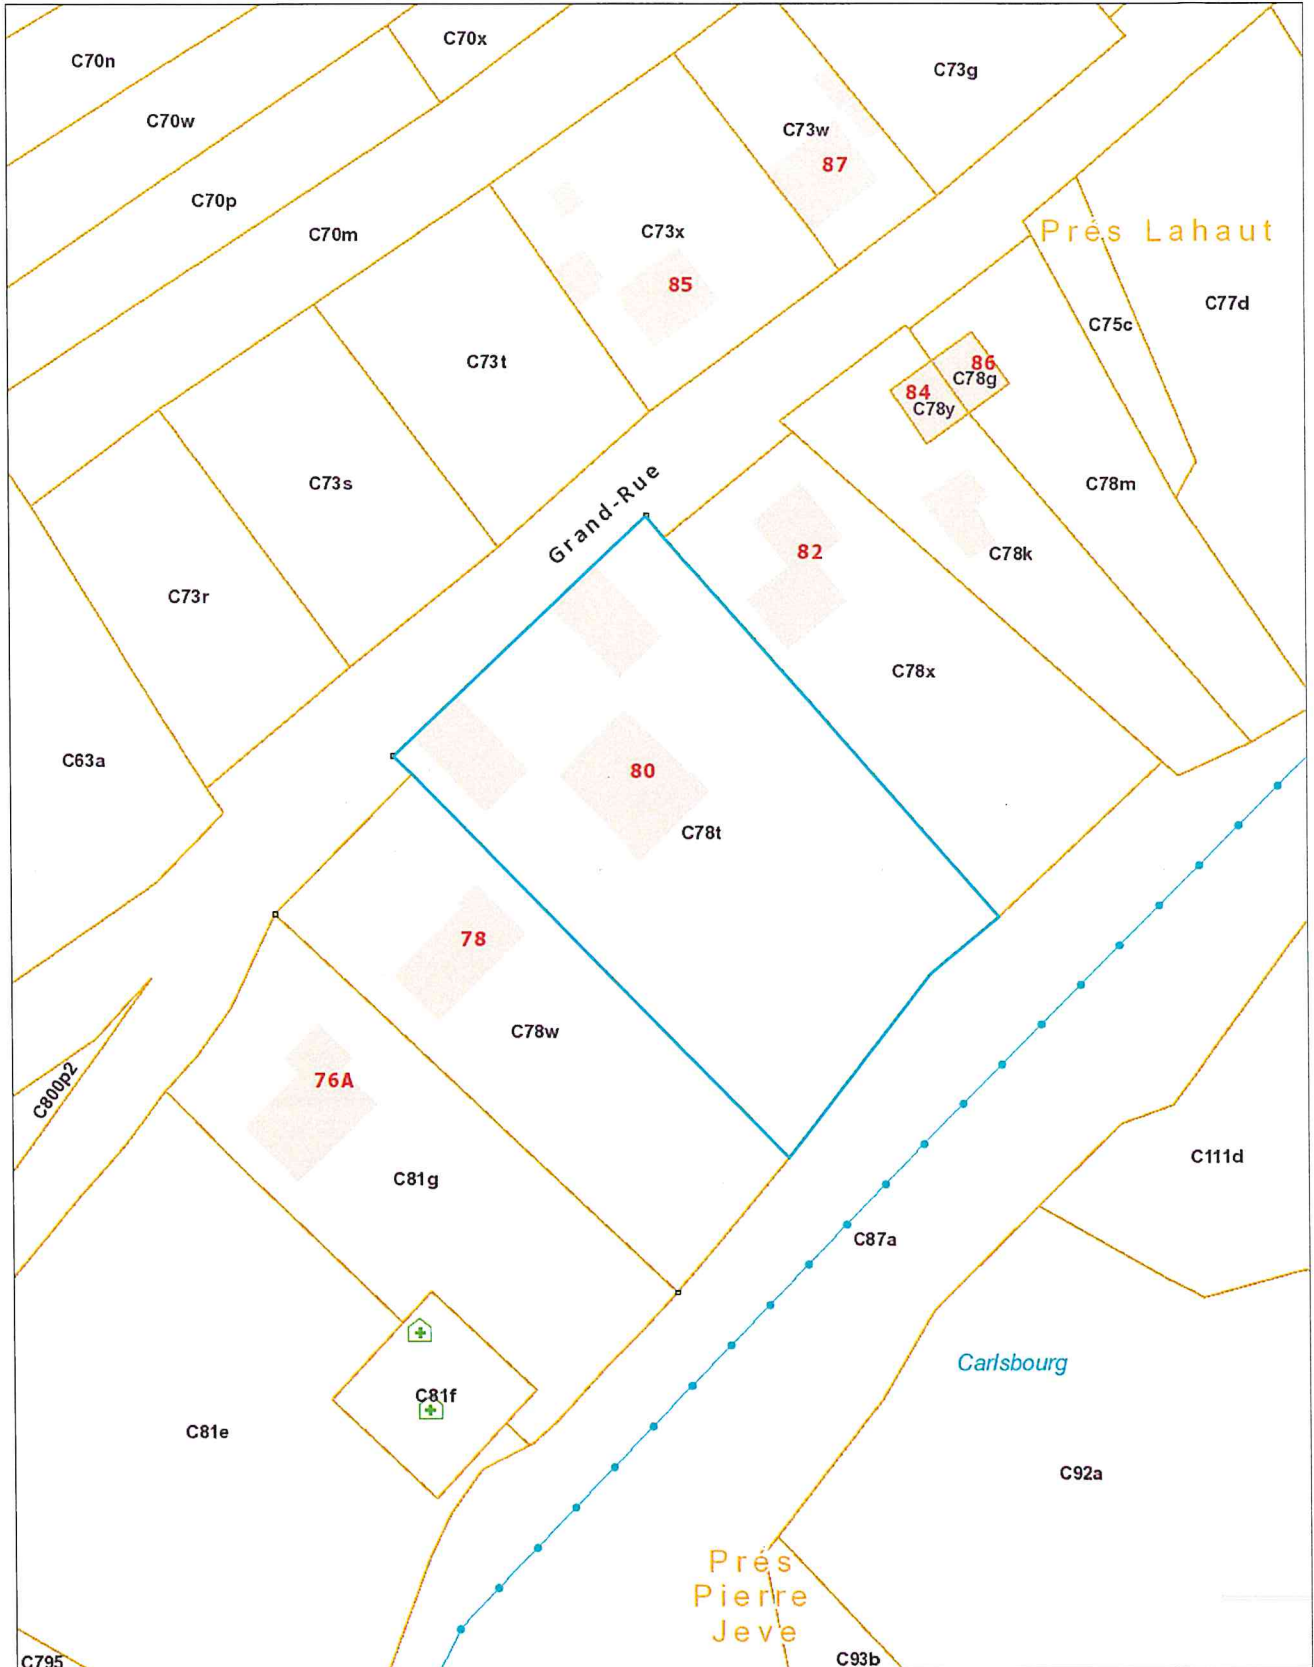 C70n
C70x
C73g
C70w
C73w
87
C70p
C70m
C73x
Prés Lahaut
85
C77d
C75c
C73t
86
C78g
84
C78y
C73s
C78m
Grand-Rue
82
C78k
C73r
C78x
C63a
80
C78t
78
C78w
C800p2
76A
C81g
C111d
C87a
Carlsbourg
C81f
C81e
C92a
Prés
Pierre
Jeve
C795
C93b